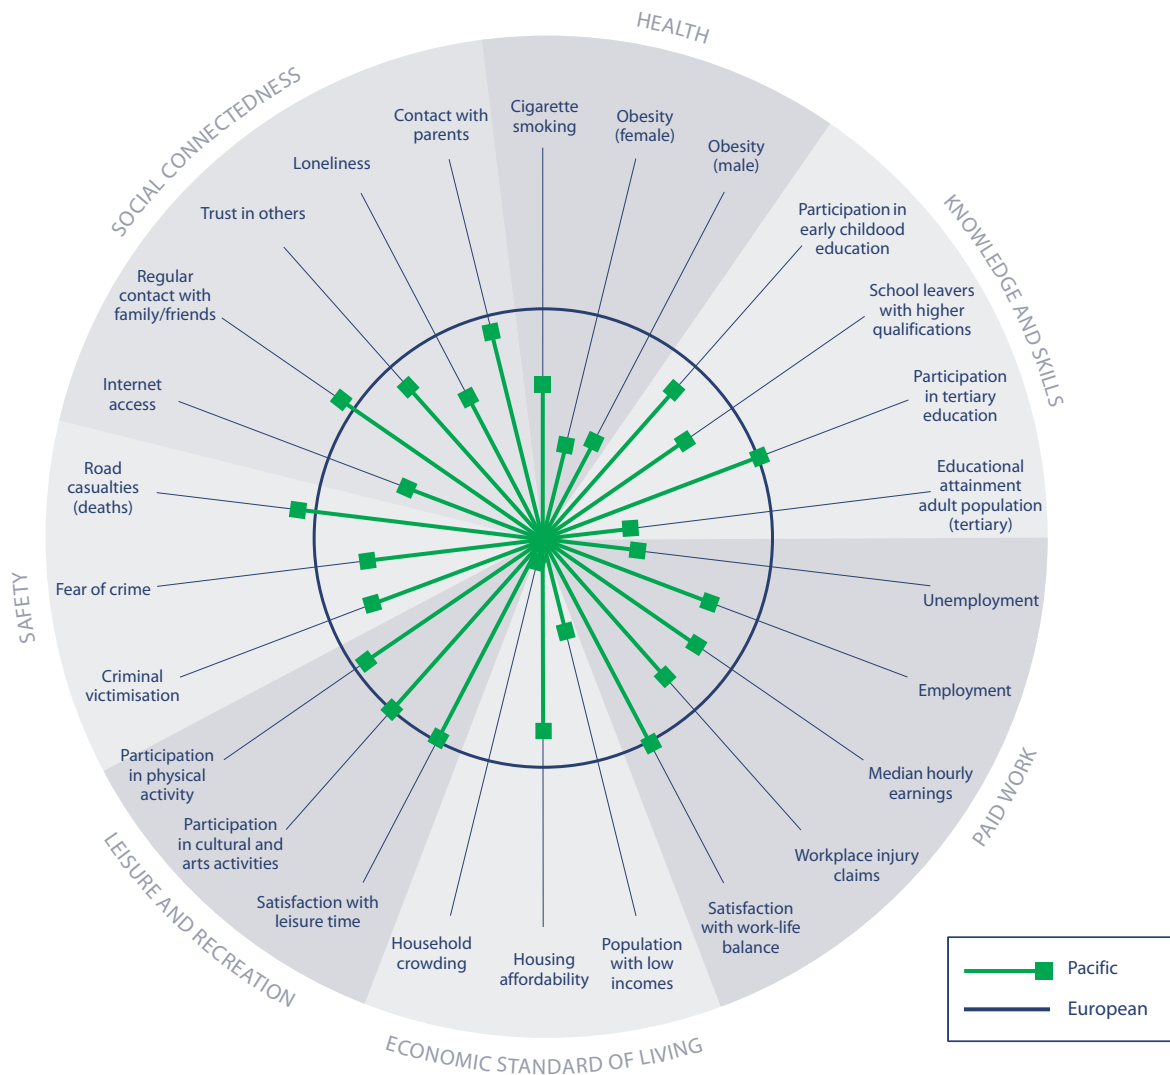 HEALTH
Cigarette
smoking
Obesity
(female)
Obesity
(male)
KNOWLEDGE AND SKILLS
Participation in
early childhood
education
School leavers
with higher
qualifications
Participation
in tertiary
education
Educational
attainment
adult population
(tertiary)
PAID WORK
Unemployment
Employment
Median hourly
earnings
Workplace injury
claims
Satisfaction
with work-life
balance
ECONOMIC STANDARD OF LIVING
Population
with low
incomes
Housing
affordability
Household
crowding
LEISURE AND RECREATION
Satisfaction with
leisure time
Participation
in cultural and
arts activities
Participation
in physical
activity
SAFETY
Criminal
victimisation
Fear of crime
Road
casualties
(deaths)
SOCIAL CONNECTEDNESS
Internet
access
Regular
contact with
family/friends
Trust in others
Loneliness
Contact with
parents
Pacific
European